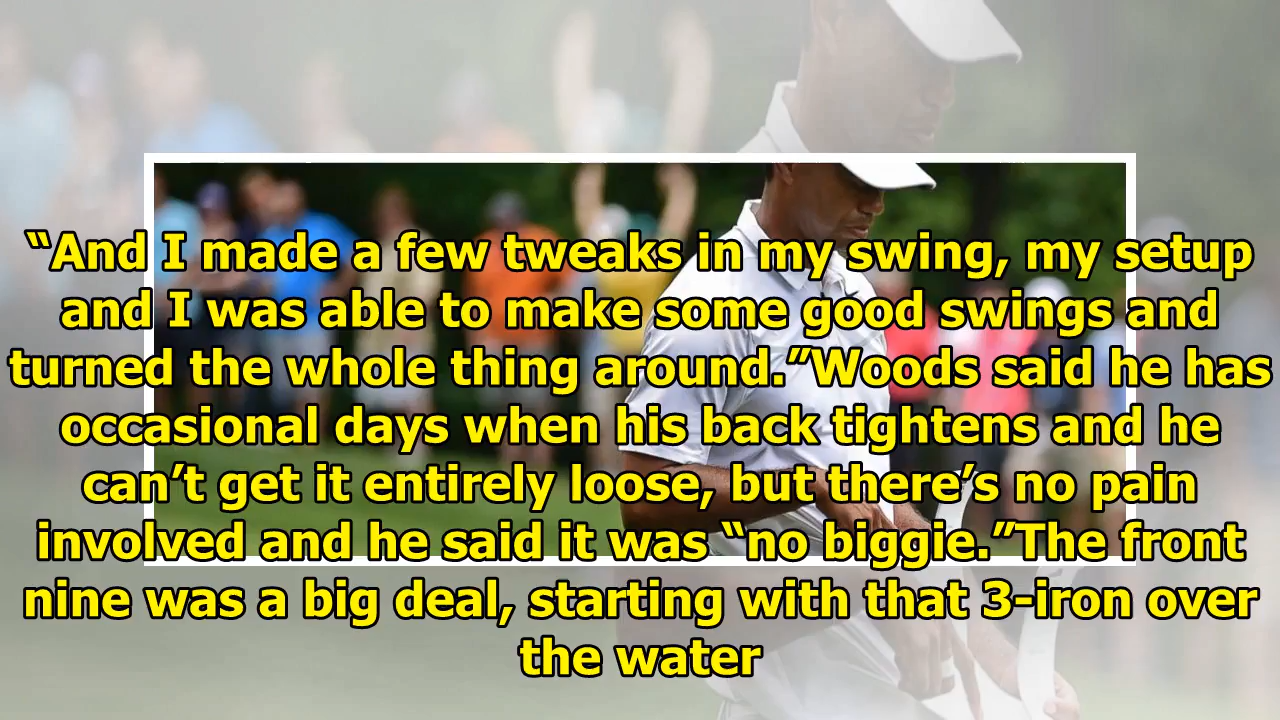 “And I made a few tweaks in my swing, my setup
and I was able to make some good swings and
turned the whole thing around.”Woods said he has
occasional days when his back tightens and he
can’t get it entirely loose, but there’s no pain
involved and he said it was “no biggie.”The front
nine was a big deal, starting with that 3-iron over
the water